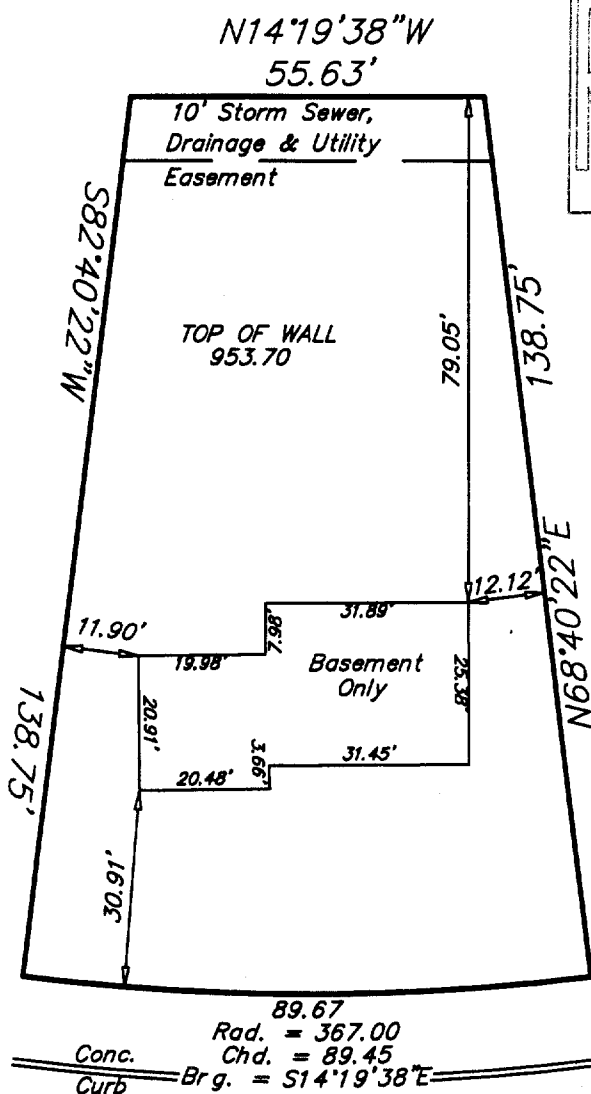 N14°19'38"W
55.63'
10' Storm Sewer,
Drainage & Utility
Easement
S82°40'22"W
79.05'
138.75'
TOP OF WALL
953.70
N68°40'22"E
12.12'
31.89'
11.90'
7.98'
19.98'
Basement
Only
25.38'
138.75'
20.91'
3.66'
31.45'
20.48'
30.91'
89.67
Rad. = 367.00
Conc.
Chd. = 89.45
Curb
Brg. = S14°19'38"E